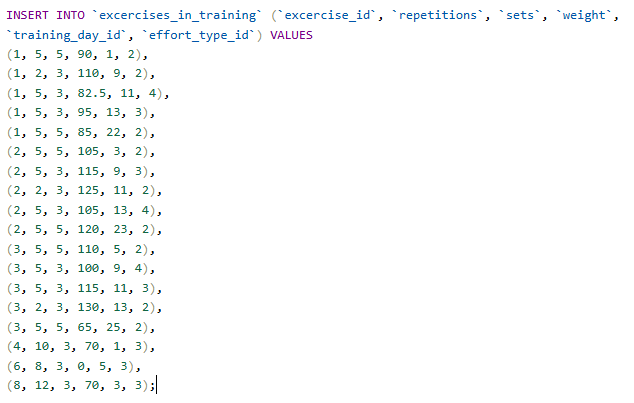 INSERT INTO `excercises_in_training` (`excercise_id`, `repetitions`, `sets`, `weight`,
`training_day_id`, `effort_type_id`) VALUES
(1, 5, 5, 90, 1, 2),
(1, 2, 3, 110, 9, 2),
(1, 5, 3, 82.5, 11, 4),
(1, 5, 3, 95, 13, 3),
(1, 5, 5, 85, 22, 2),
(2, 5, 5, 105, 3, 2),
(2, 5, 3, 115, 9, 3),
(2, 2, 3, 125, 11, 2),
(2, 5, 3, 105, 13, 4),
(2, 5, 5, 120, 23, 2),
(3, 5, 5, 110, 5, 2),
(3, 5, 3, 100, 9, 4),
(3, 5, 3, 115, 11, 3),
(3, 2, 3, 130, 13, 2),
(3, 5, 5, 65, 25, 2),
(4, 10, 3, 70, 1, 3),
(6, 8, 3, 0, 5, 3),
(8, 12, 3, 70, 3, 3);